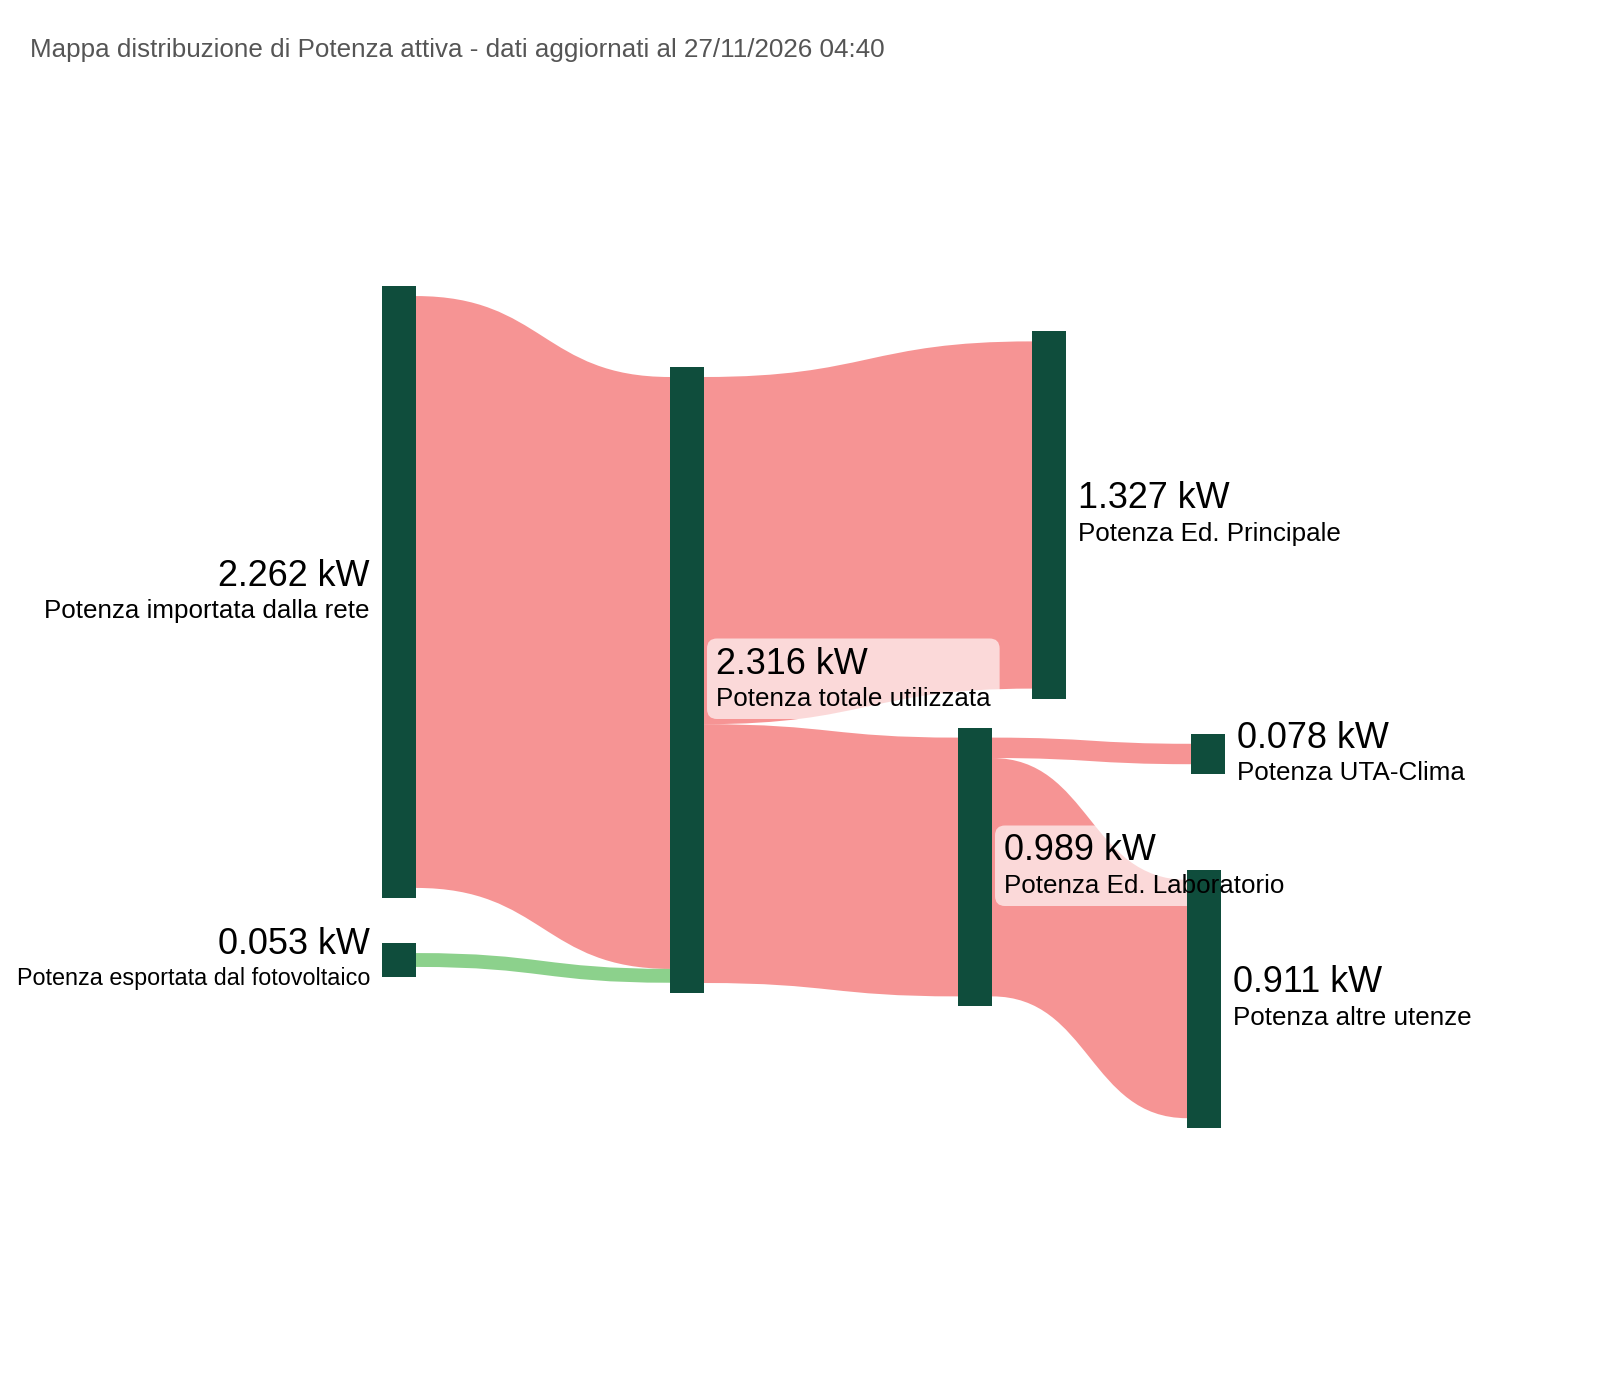 Mappa distribuzione di Potenza attiva - dati aggiornati al 27/11/2026 04:40
2.262 kW
Potenza importata dalla rete
0.053 kW
Potenza esportata dal fotovoltaico
2.316 kW
Potenza totale utilizzata
1.327 kW
Potenza Ed. Principale
0.989 kW
Potenza Ed. Laboratorio
0.078 kW
Potenza UTA-Clima
0.911 kW
Potenza altre utenze